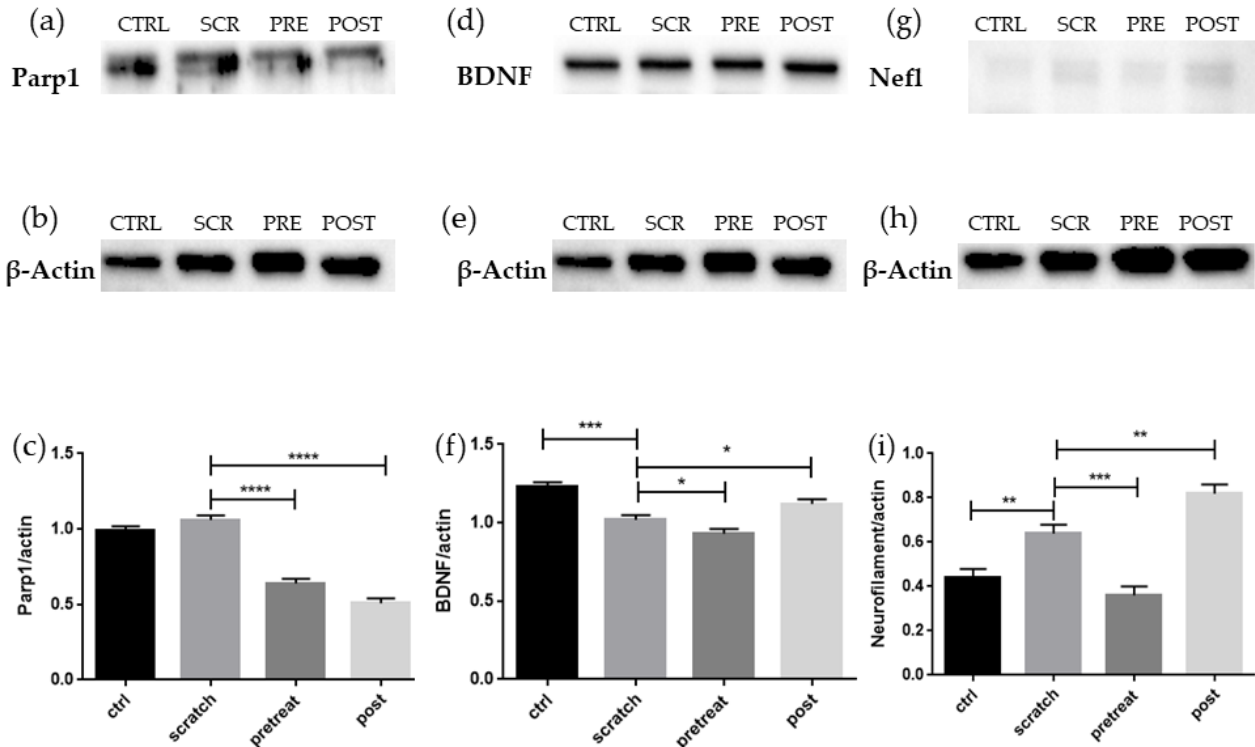 (a) CTRL SCR PRE POST
Parp1
(d) CTRL SCR PRE POST
BDNF
(g) CTRL SCR PRE POST
Nefl
(b) CTRL SCR PRE POST
β-Actin
(e) CTRL SCR PRE POST
β-Actin
(h) CTRL SCR PRE POST
β-Actin
(c)
Parp1/actin
1.5
1.0
0.5
0.0
****
****
ctrl scratch pretreat post
(f)
BDNF/actin
1.5
1.0
0.5
0.0
***
*
*
ctrl scratch pretreat post
(i)
Neurofilament/actin
1.0
0.8
0.6
0.4
0.2
0.0
**
***
**
ctrl scratch pretreat post